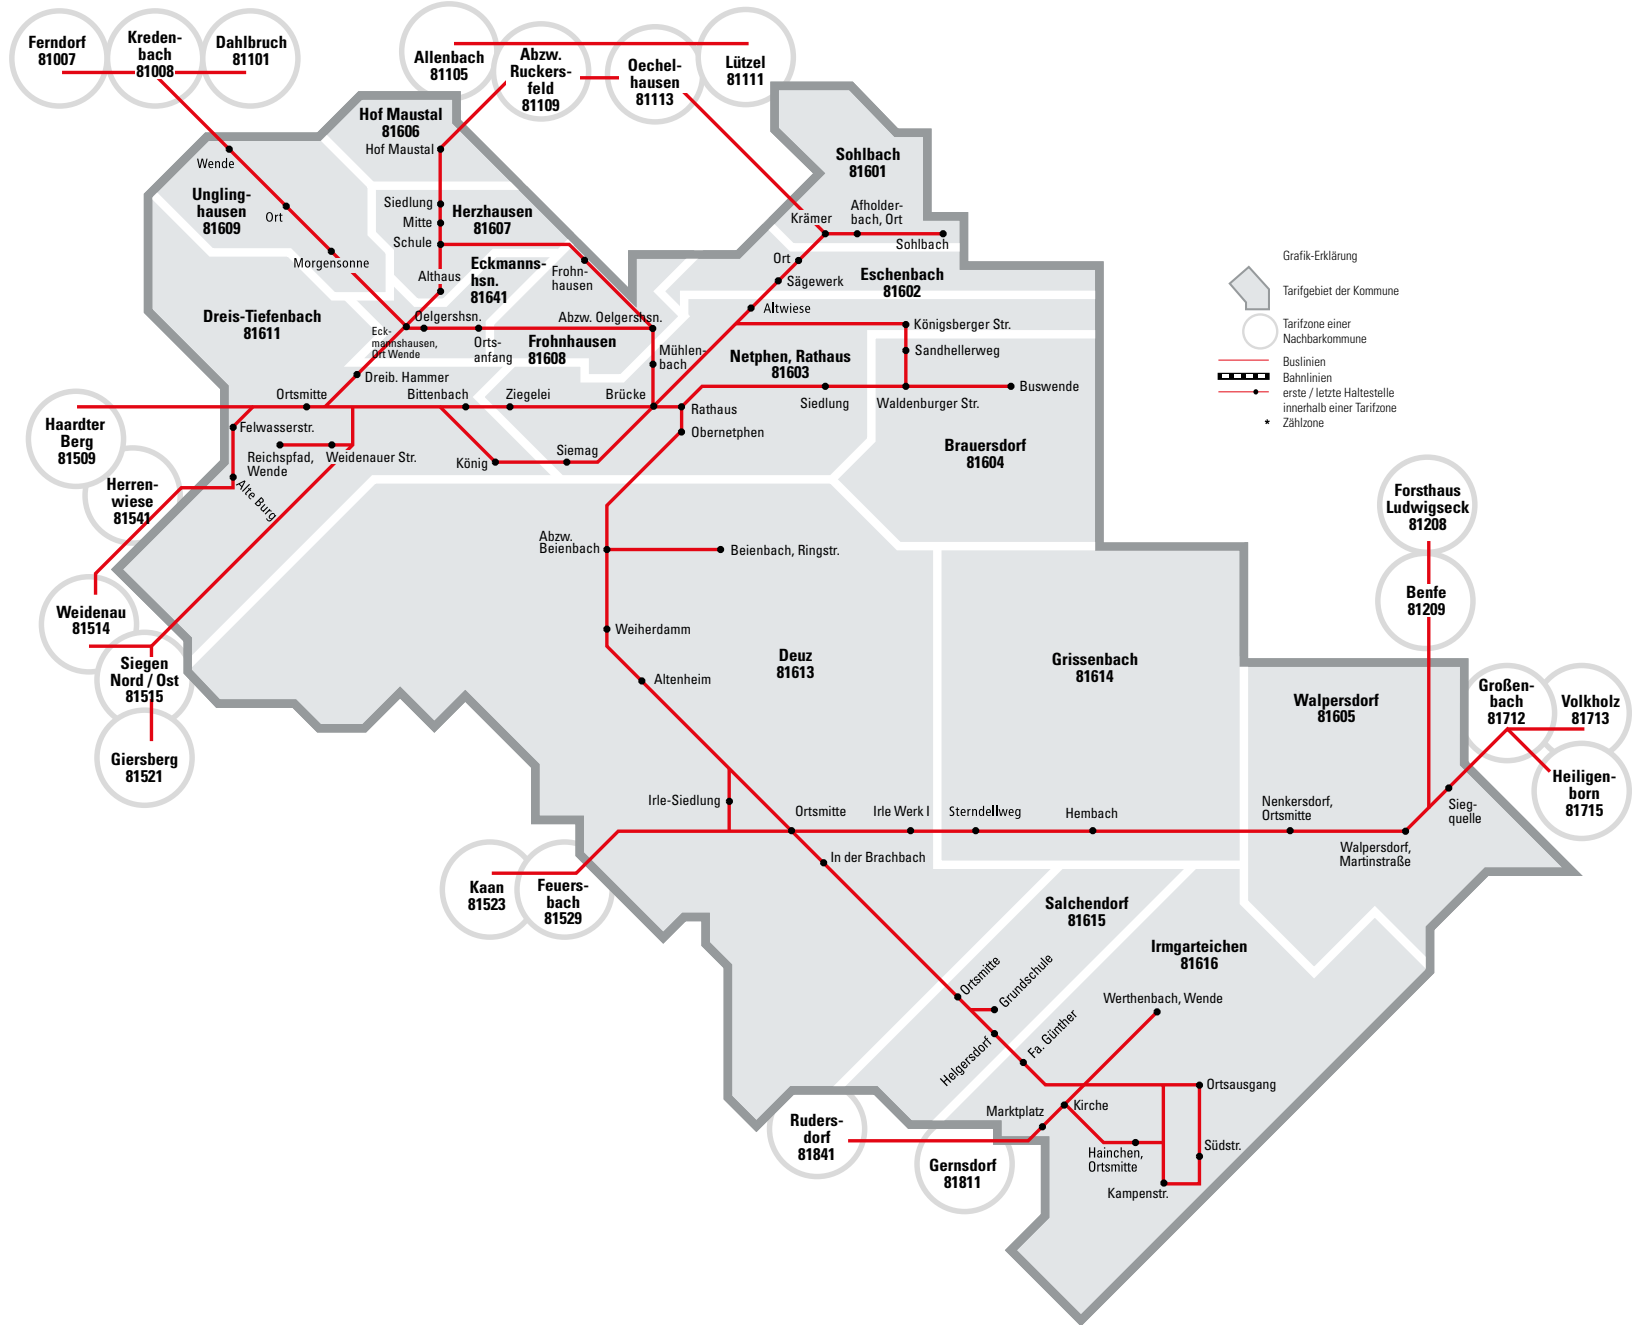 Ferndorf
81007
Kreden-
bach
81008
Dahlbruch
81101
Allenbach
81105
Abzw.
Ruckers-
feld
81109
Oechel-
hausen
81113
Lützel
81111
Hof Maustal
81606
Hof Maustal
Wende
Ungling-
hausen
81609
Ort
Morgensonne
Siedlung
Mitte
Schule
Althaus
Herzhausen
81607
Eckmanns-
hsn.
81641
Frohn-
hausen
Sohlbach
81601
Krämer
Afholder-
bach, Ort
Sohlbach
Ort
Sägewerk
Altwiese
Eschenbach
81602
Dreis-Tiefenbach
81611
Oelgershsn.
Eck-
mannshausen,
Ort Wende
Orts-
anfang
Abzw. Oelgershsn.
Frohnhausen
81608
Mühlen-
bach
Netphen, Rathaus
81603
Königsberger Str.
Sandhellerweg
Buswende
Siedlung
Waldenburger Str.
Dreib. Hammer
Ortsmitte
Bittenbach
Ziegelei
Brücke
Rathaus
Obernetphen
Felwasserstr.
Reichspfad,
Wende
Weidenauer Str.
König
Siemag
Alte Burg
Brauersdorf
81604
Haardter
Berg
81509
Herren-
wiese
81541
Weidenau
81514
Siegen
Nord / Ost
81515
Giersberg
81521
Grafik-Erklärung
Tarifgebiet der Kommune
Tarifzone einer
Nachbarkommune
Buslinien
Bahnlinien
erste / letzte Haltestelle
innerhalb einer Tarifzone
* Zählzone
Abzw.
Beienbach
Beienbach, Ringstr.
Weiherdamm
Altenheim
Deuz
81613
Grissenbach
81614
Forsthaus
Ludwigseck
81208
Benfe
81209
Walpersdorf
81605
Großen-
bach
81712
Volkholz
81713
Heiligen-
born
81715
Irle-Siedlung
Ortsmitte
Irle Werk I
Sterndellweg
Hembach
Nenkersdorf,
Ortsmitte
Walpersdorf,
Martinstraße
Sieg-
quelle
In der Brachbach
Kaan
81523
Feuers-
bach
81529
Salchendorf
81615
Irmgarteichen
81616
Ortsmitte
Grundschule
Helgersdorf
Fa. Günther
Werthenbach, Wende
Ortsausgang
Marktplatz
Kirche
Hainchen,
Ortsmitte
Südstr.
Kampenstr.
Ruders-
dorf
81841
Gernsdorf
81811